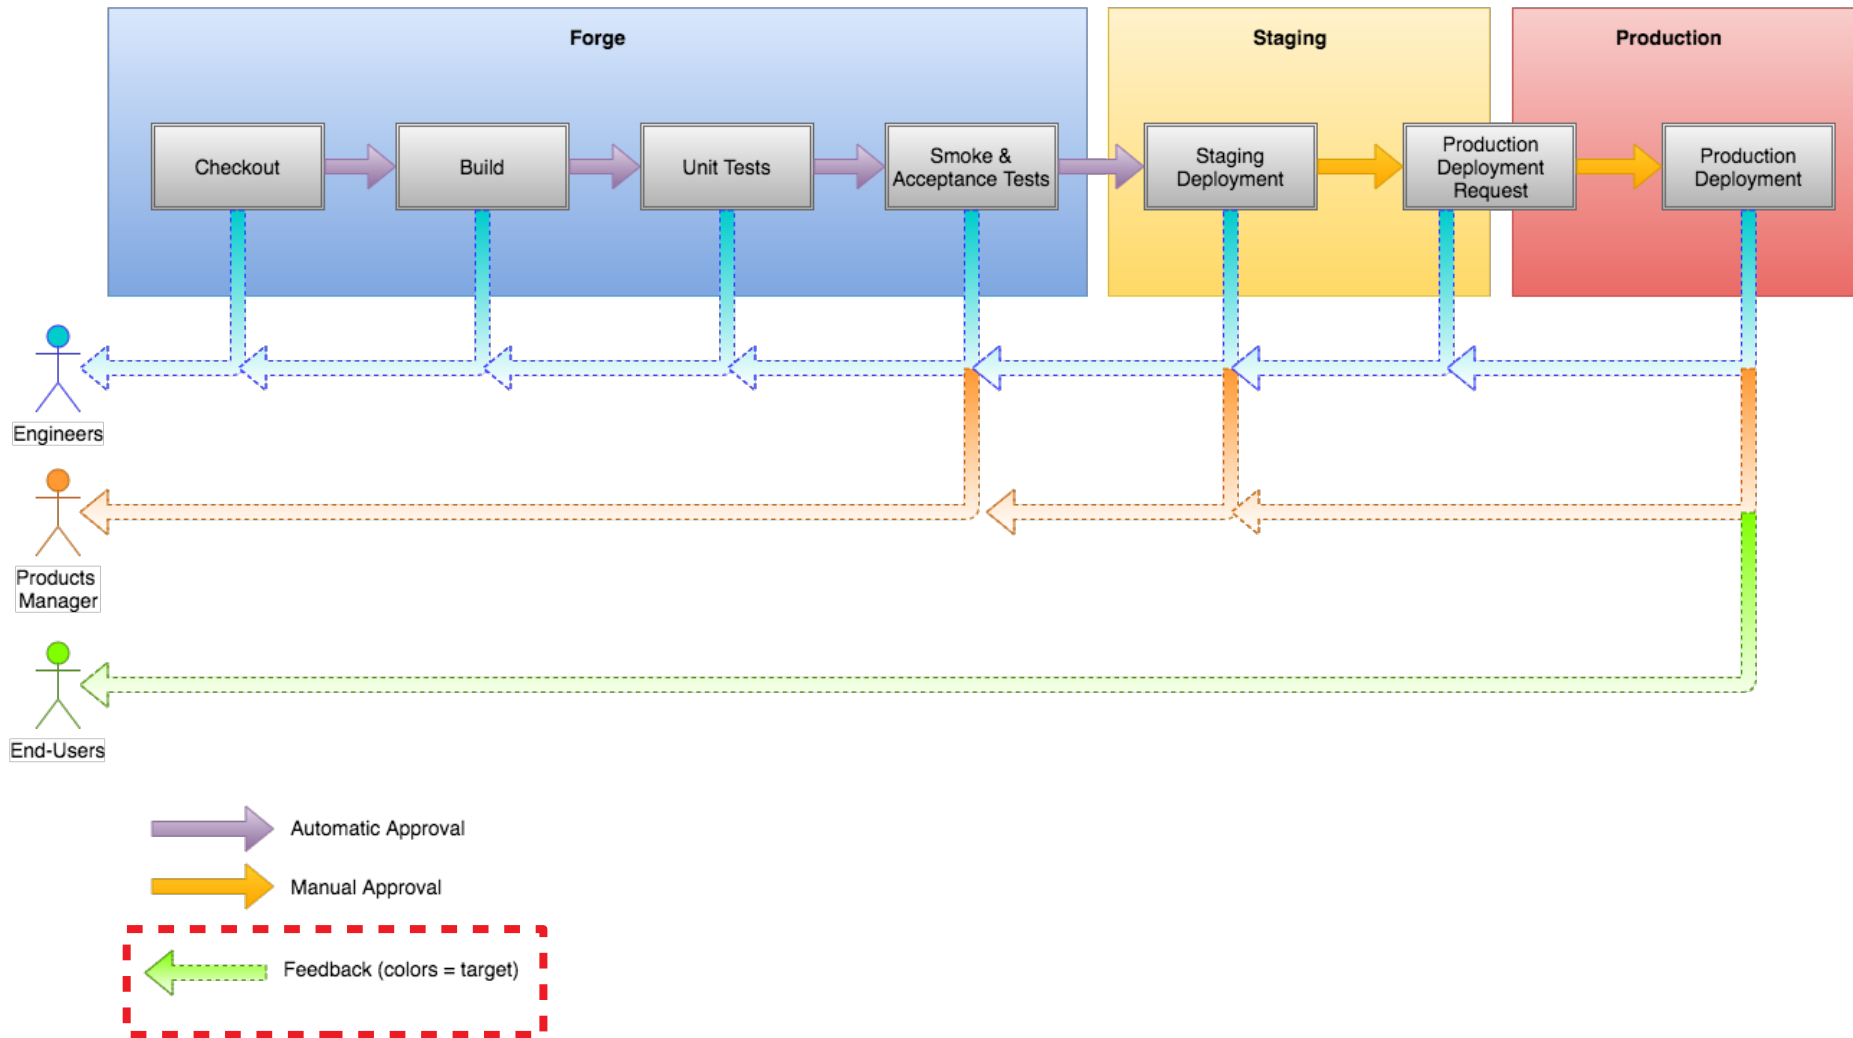 Forge
Staging
Production
Checkout
Build
Unit Tests
Smoke &
Acceptance Tests
Staging
Deployment
Production
Deployment
Request
Production
Deployment
Engineers
Products
Manager
End-Users
Automatic Approval
Manual Approval
Feedback (colors = target)